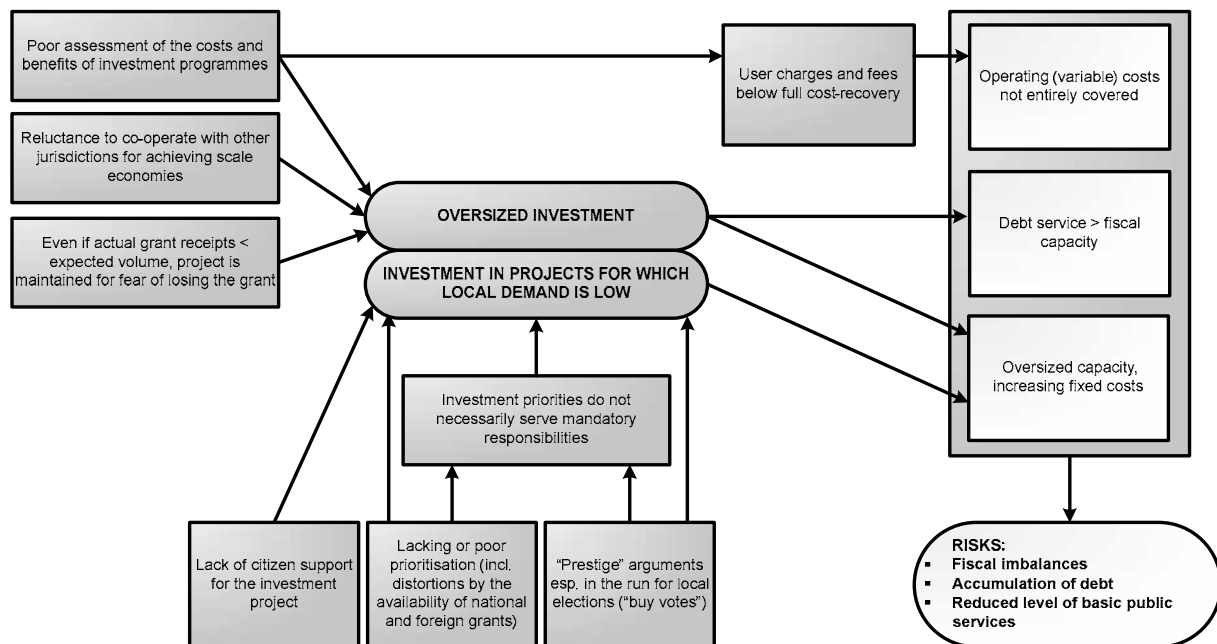 Poor assessment of the costs and
benefits of investment programmes
User charges and fees
below full cost-recovery
Operating (variable) costs
not entirely covered
Reluctance to co-operate with other
jurisdictions for achieving scale
economies
OVERSIZED INVESTMENT
Debt service > fiscal
capacity
Even if actual grant receipts <
expected volume, project is
maintained for fear of losing the grant
INVESTMENT IN PROJECTS FOR WHICH
LOCAL DEMAND IS LOW
Oversized capacity,
increasing fixed costs
Investment priorities do not
necessarily serve mandatory
responsibilities
Lack of citizen support
for the investment
project
Lacking or poor
prioritisation (incl.
distortions by the
availability of national
and foreign grants)
“Prestige” arguments
esp. in the run for local
elections (“buy votes”)
RISKS:
▪ Fiscal imbalances
▪ Accumulation of debt
▪ Reduced level of basic public
services